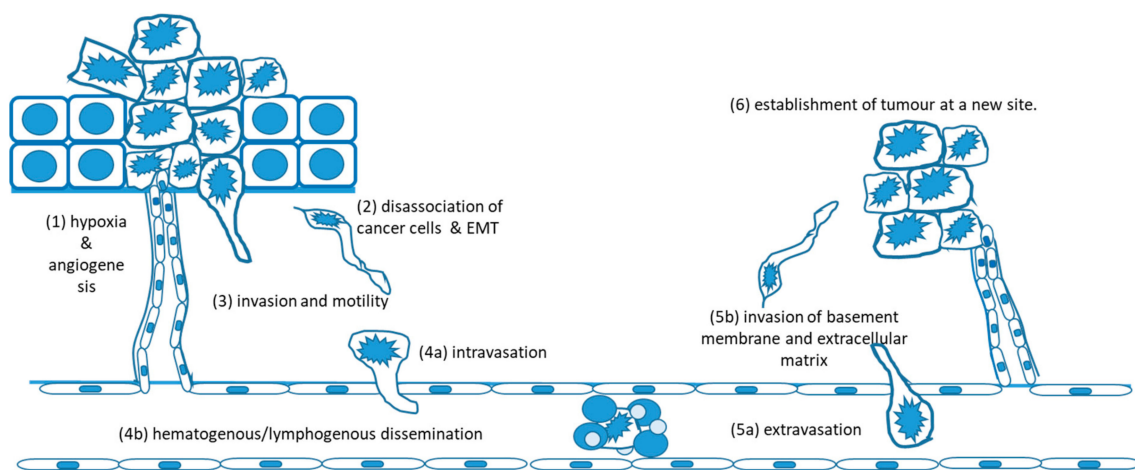 (1) hypoxia
&
angiogene
sis
(2) disassociation of
cancer cells & EMT
(3) invasion and motility
(4a) intravasation
(4b) hematogenous/lymphogenous dissemination
(5a) extravasation
(5b) invasion of basement
membrane and extracellular
matrix
(6) establishment of tumour at a new site.